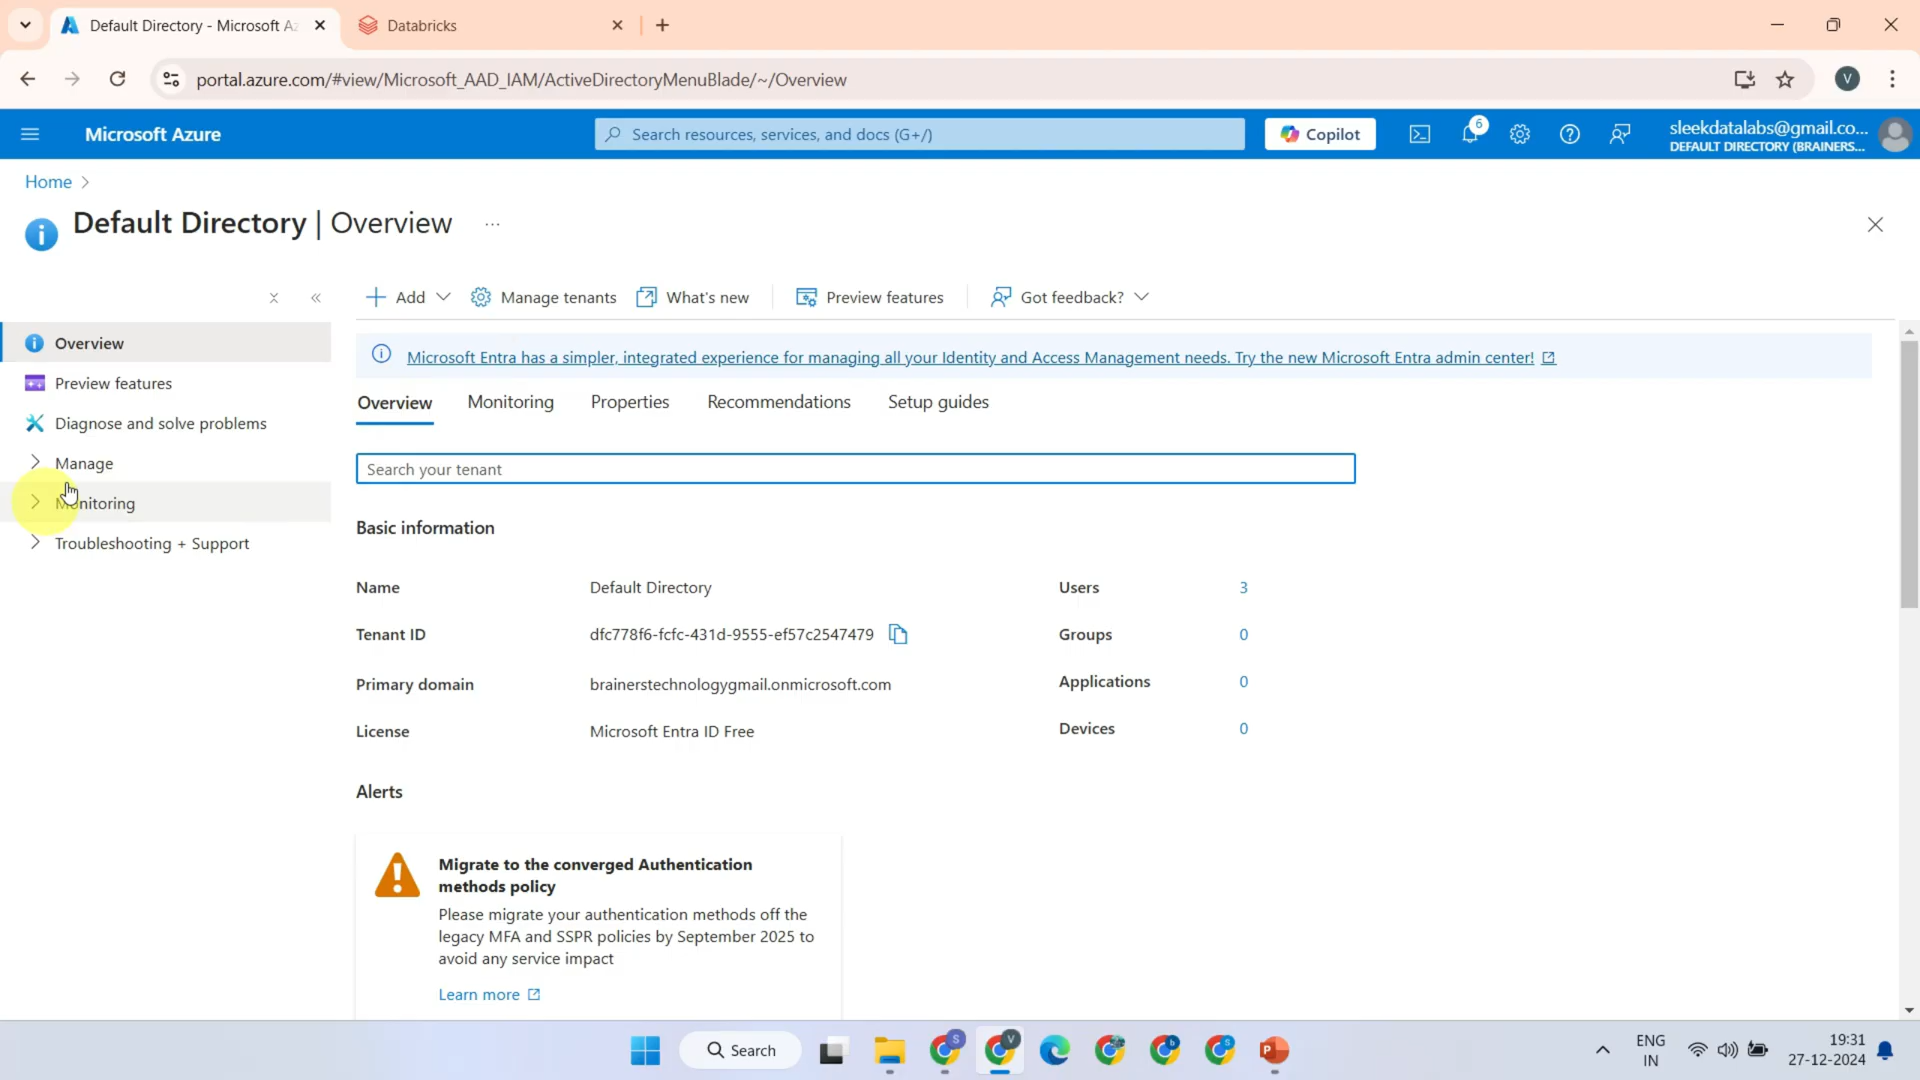 Default Directory - Microsoft Az
Databricks
portal.azure.com/#view/Microsoft_AAD_IAM/ActiveDirectoryMenuBlade/~/Overview
V
Microsoft Azure
Search resources, services, and docs (G+/)
Copilot
6
sleekdatalabs@gmail.co...
DEFAULT DIRECTORY (BRAINERS...
Home
Default Directory | Overview
Add
Manage tenants
What's new
Preview features
Got feedback?
Overview
Preview features
Diagnose and solve problems
Manage
Monitoring
Troubleshooting + Support
Microsoft Entra has a simpler, integrated experience for managing all your Identity and Access Management needs. Try the new Microsoft Entra admin center!
Overview
Monitoring
Properties
Recommendations
Setup guides
Search your tenant
Basic information
Name
Default Directory
Users
3
Tenant ID
dfc778f6-fcfc-431d-9555-ef57c2547479
Groups
0
Primary domain
brainerstechnologygmail.onmicrosoft.com
Applications
0
License
Microsoft Entra ID Free
Devices
0
Alerts
Migrate to the converged Authentication
methods policy
Please migrate your authentication methods off the
legacy MFA and SSPR policies by September 2025 to
avoid any service impact
Learn more
Search
S
V
b
S
P
ENG
IN
19:31
27-12-2024